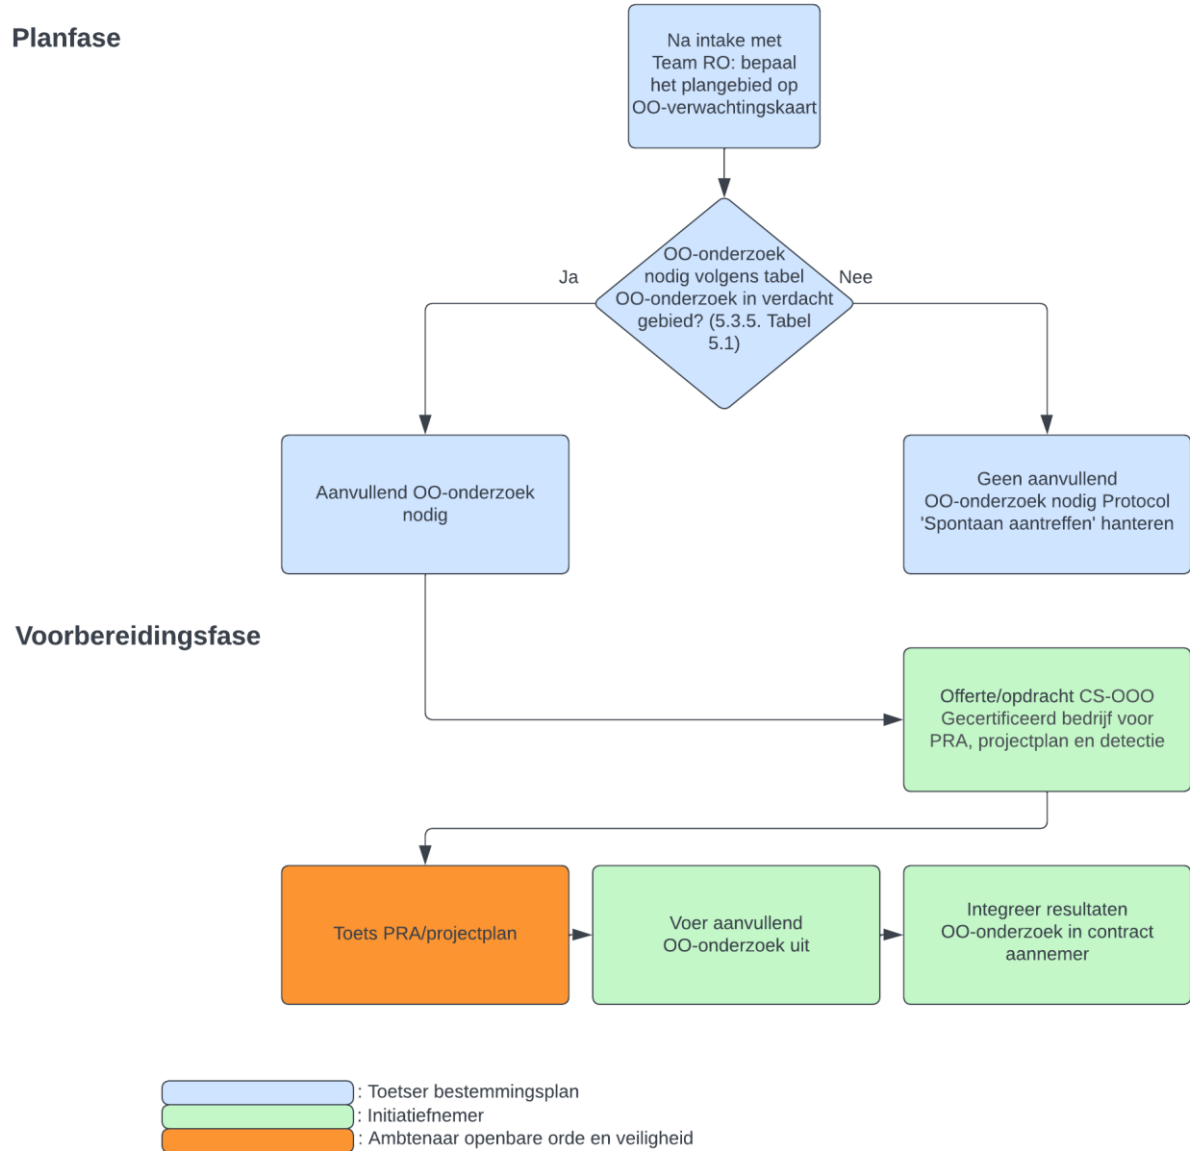 Planfase
Na intake met
Team RO: bepaal
het plangebied op
OO-verwachtingskaart
OO-onderzoek
nodig volgens tabel
OO-onderzoek in verdacht
gebied? (5.3.5. Tabel
5.1)
Ja
Nee
Aanvullend OO-onderzoek
nodig
Geen aanvullend
OO-onderzoek nodig Protocol
'Spontaan aantreffen' hanteren
Voorbereidingsfase
Offerte/opdracht CS-OOO
Gecertificeerd bedrijf voor
PRA, projectplan en detectie
Toets PRA/projectplan
Voer aanvullend
OO-onderzoek uit
Integreer resultaten
OO-onderzoek in contract
aannemer
: Toetser bestemmingsplan
: Initiatiefnemer
: Ambtenaar openbare orde en veiligheid